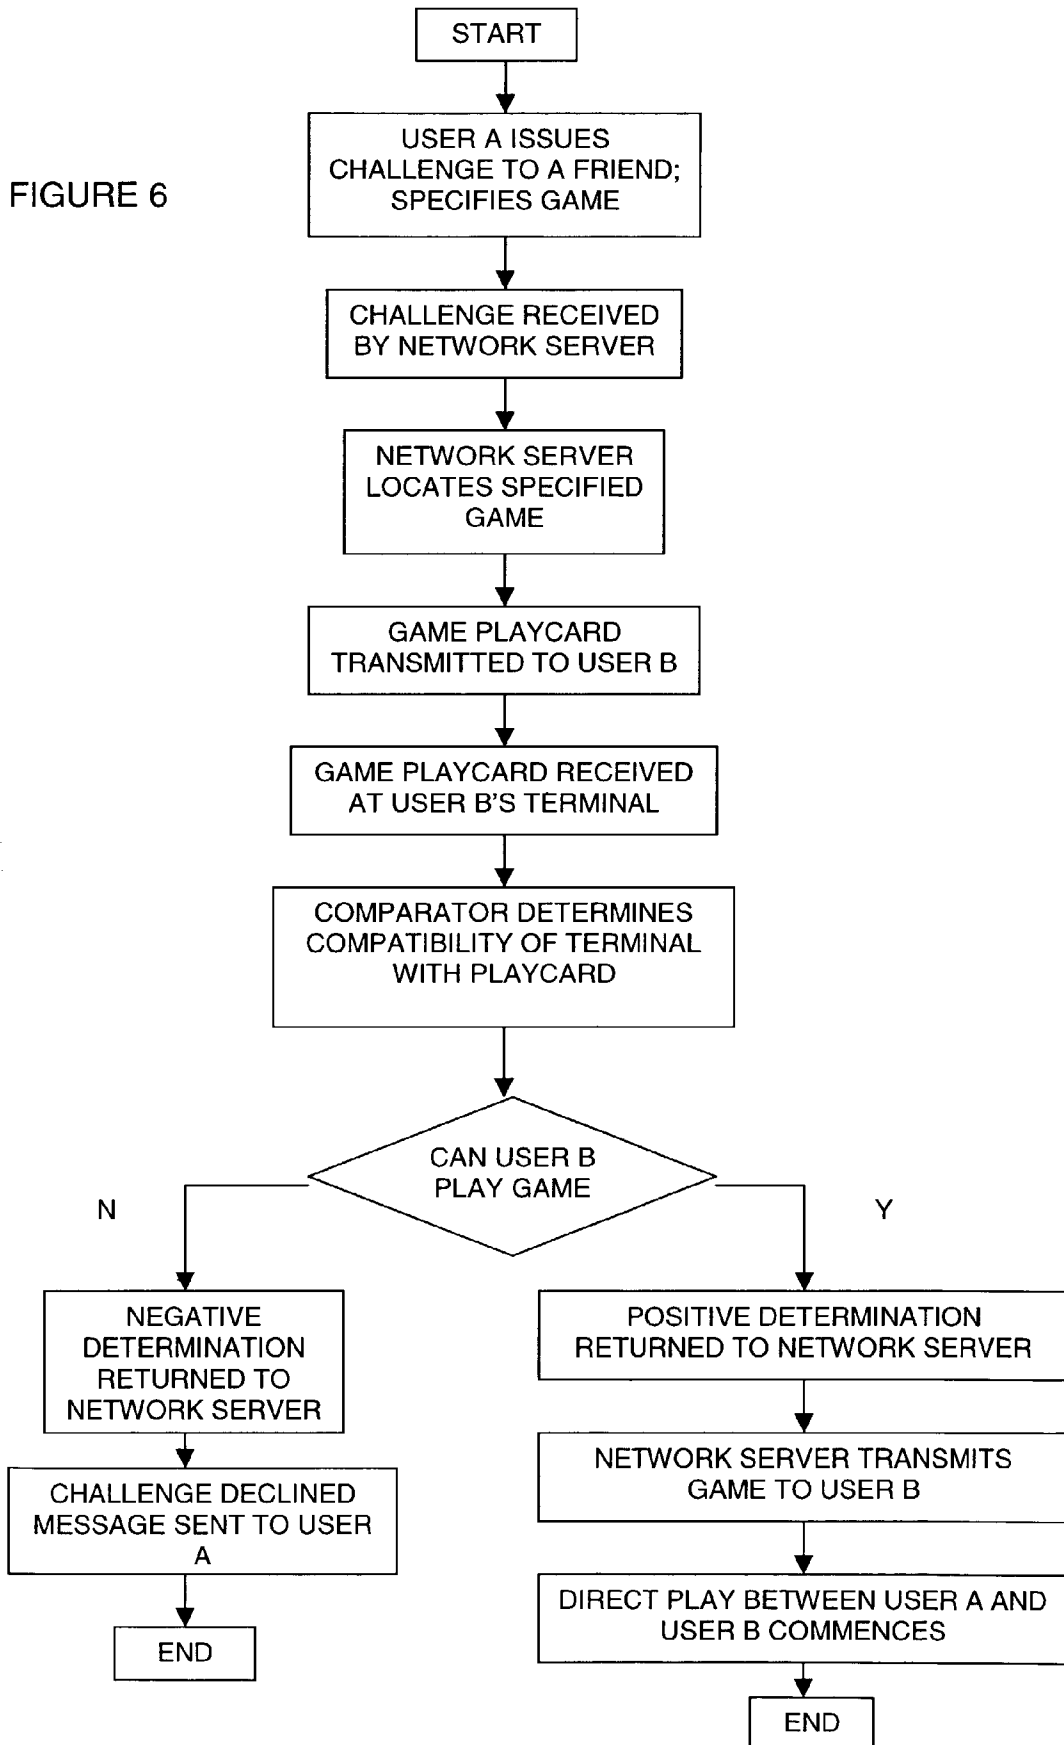 START
USER A ISSUES
CHALLENGE TO A FRIEND;
SPECIFIES GAME
FIGURE 6
CHALLENGE RECEIVED
BY NETWORK SERVER
NETWORK SERVER
LOCATES SPECIFIED
GAME
GAME PLAYCARD
TRANSMITTED TO USER B
GAME PLAYCARD RECEIVED
AT USER B'S TERMINAL
COMPARATOR DETERMINES
COMPATIBILITY OF TERMINAL
WITH PLAYCARD
CAN USER B
PLAY GAME
N
Y
NEGATIVE
DETERMINATION
RETURNED TO
NETWORK SERVER
POSITIVE DETERMINATION
RETURNED TO NETWORK SERVER
CHALLENGE DECLINED
MESSAGE SENT TO USER
A
NETWORK SERVER TRANSMITS
GAME TO USER B
DIRECT PLAY BETWEEN USER A AND
USER B COMMENCES
END
END